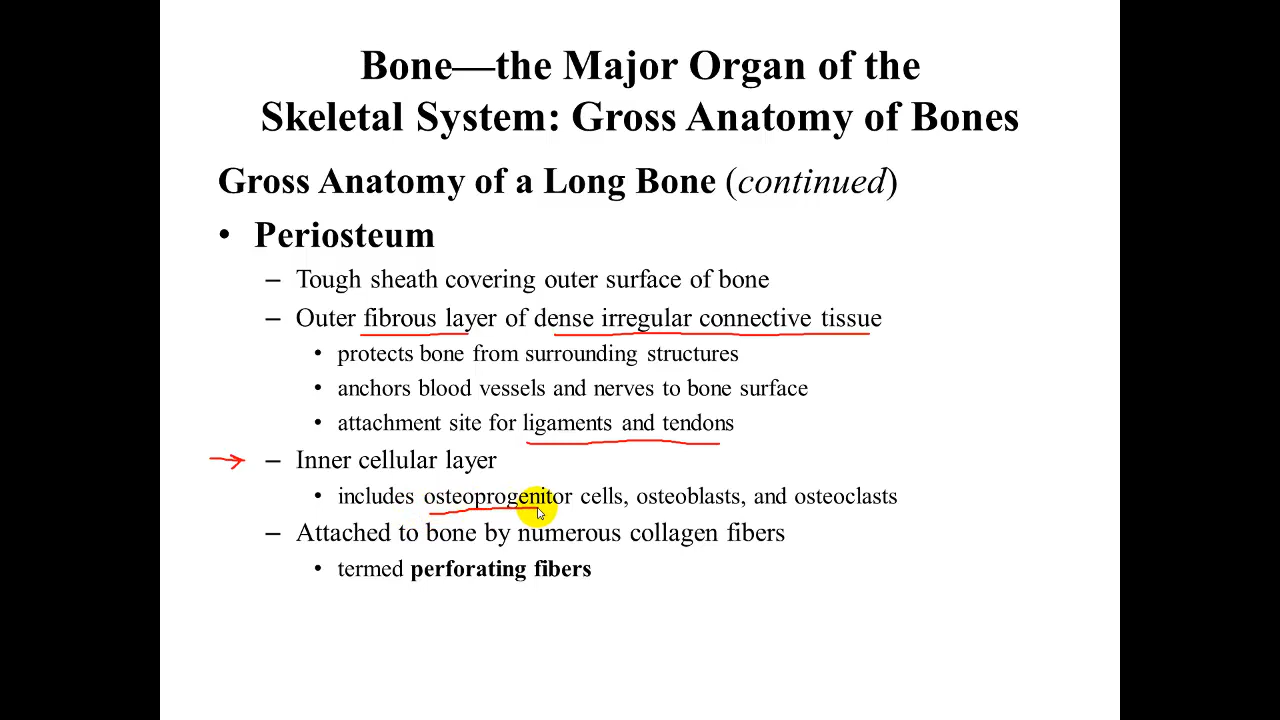 Bone—the Major Organ of the
Skeletal System: Gross Anatomy of Bones
Gross Anatomy of a Long Bone (continued)
• Periosteum
– Tough sheath covering outer surface of bone
– Outer fibrous layer of dense irregular connective tissue
• protects bone from surrounding structures
• anchors blood vessels and nerves to bone surface
• attachment site for ligaments and tendons
– Inner cellular layer
• includes osteoprogenitor cells, osteoblasts, and osteoclasts
– Attached to bone by numerous collagen fibers
• termed perforating fibers